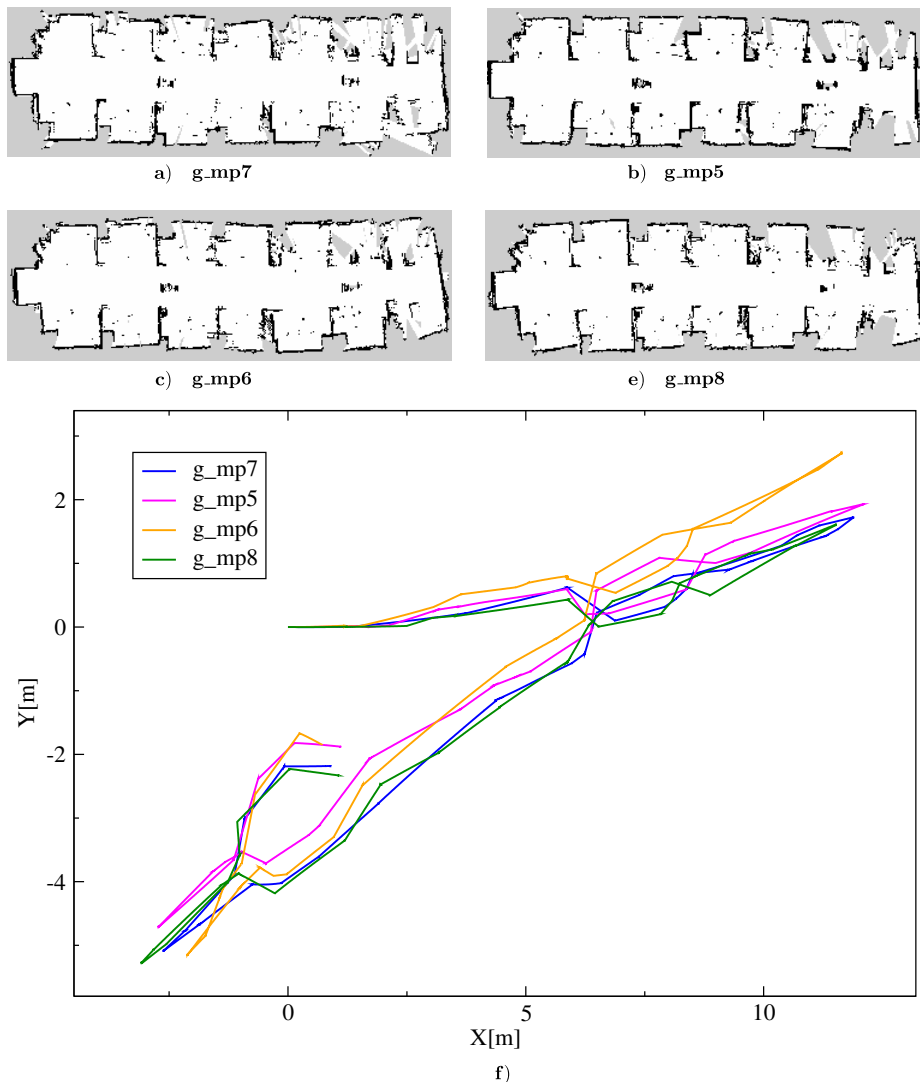 a) g_mp7
b) g_mp5
c) g_mp6
e) g_mp8
g_mp7
g_mp5
g_mp6
g_mp8
2
0
-2
-4
Y[m]
0
5
10
X[m]
f)